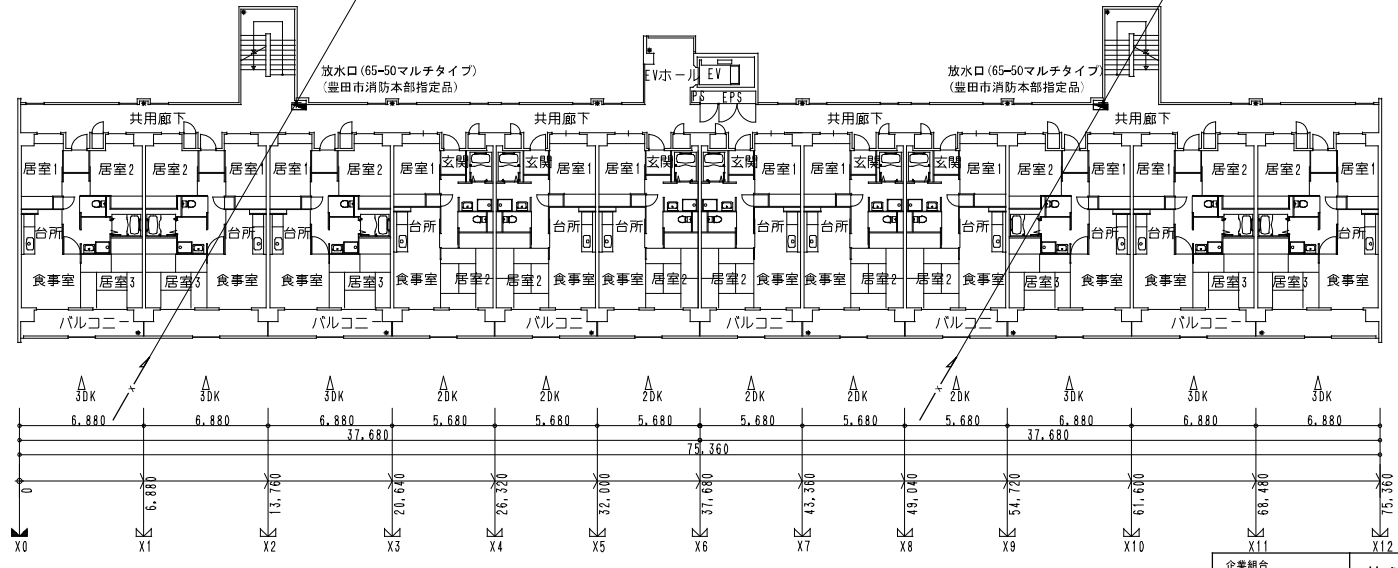 放水口(65-50マルチタイプ)
(豊田市消防本部指定品)
EVホール
EV
PS
EPS
放水口(65-50マルチタイプ)
(豊田市消防本部指定品)
共用廊下
共用廊下
共用廊下
共用廊下
居室1 居室2 居室2 居室1 居室1 居室2 居室1 玄関 玄関 居室1 居室1 玄関 玄関 居室1 居室1 玄関 玄関 居室1 居室2 居室1 居室1 居室2 居室2 居室1
台所 台所 台所 台所 台所 台所 台所 台所 台所 台所 台所 台所
食事室 居室3 居室3 食事室 食事室 居室3 食事室 居室2 居室2 食事室 食事室 居室2 居室2 食事室 食事室 居室2 居室2 食事室 居室3 食事室 食事室 居室3 居室3 食事室
バルコニー バルコニー バルコニ バルコニ バルコニ バルコニー
3DK 3DK 3DK 2DK 2DK 2DK 2DK 2DK 2DK 3DK 3DK 3DK
6,880 6,880 6,880 5,680 5,680 5,680 5,680 5,680 5,680 6,880 6,880 6,880
37,680 37,680
75,360
0 6,880 13,760 20,640 26,320 32,000 37,680 43,360 49,040 54,720 61,600 68,480 75,360
X0 X1 X2 X3 X4 X5 X6 X7 X8 X9 X10 X11 X12
企業組合